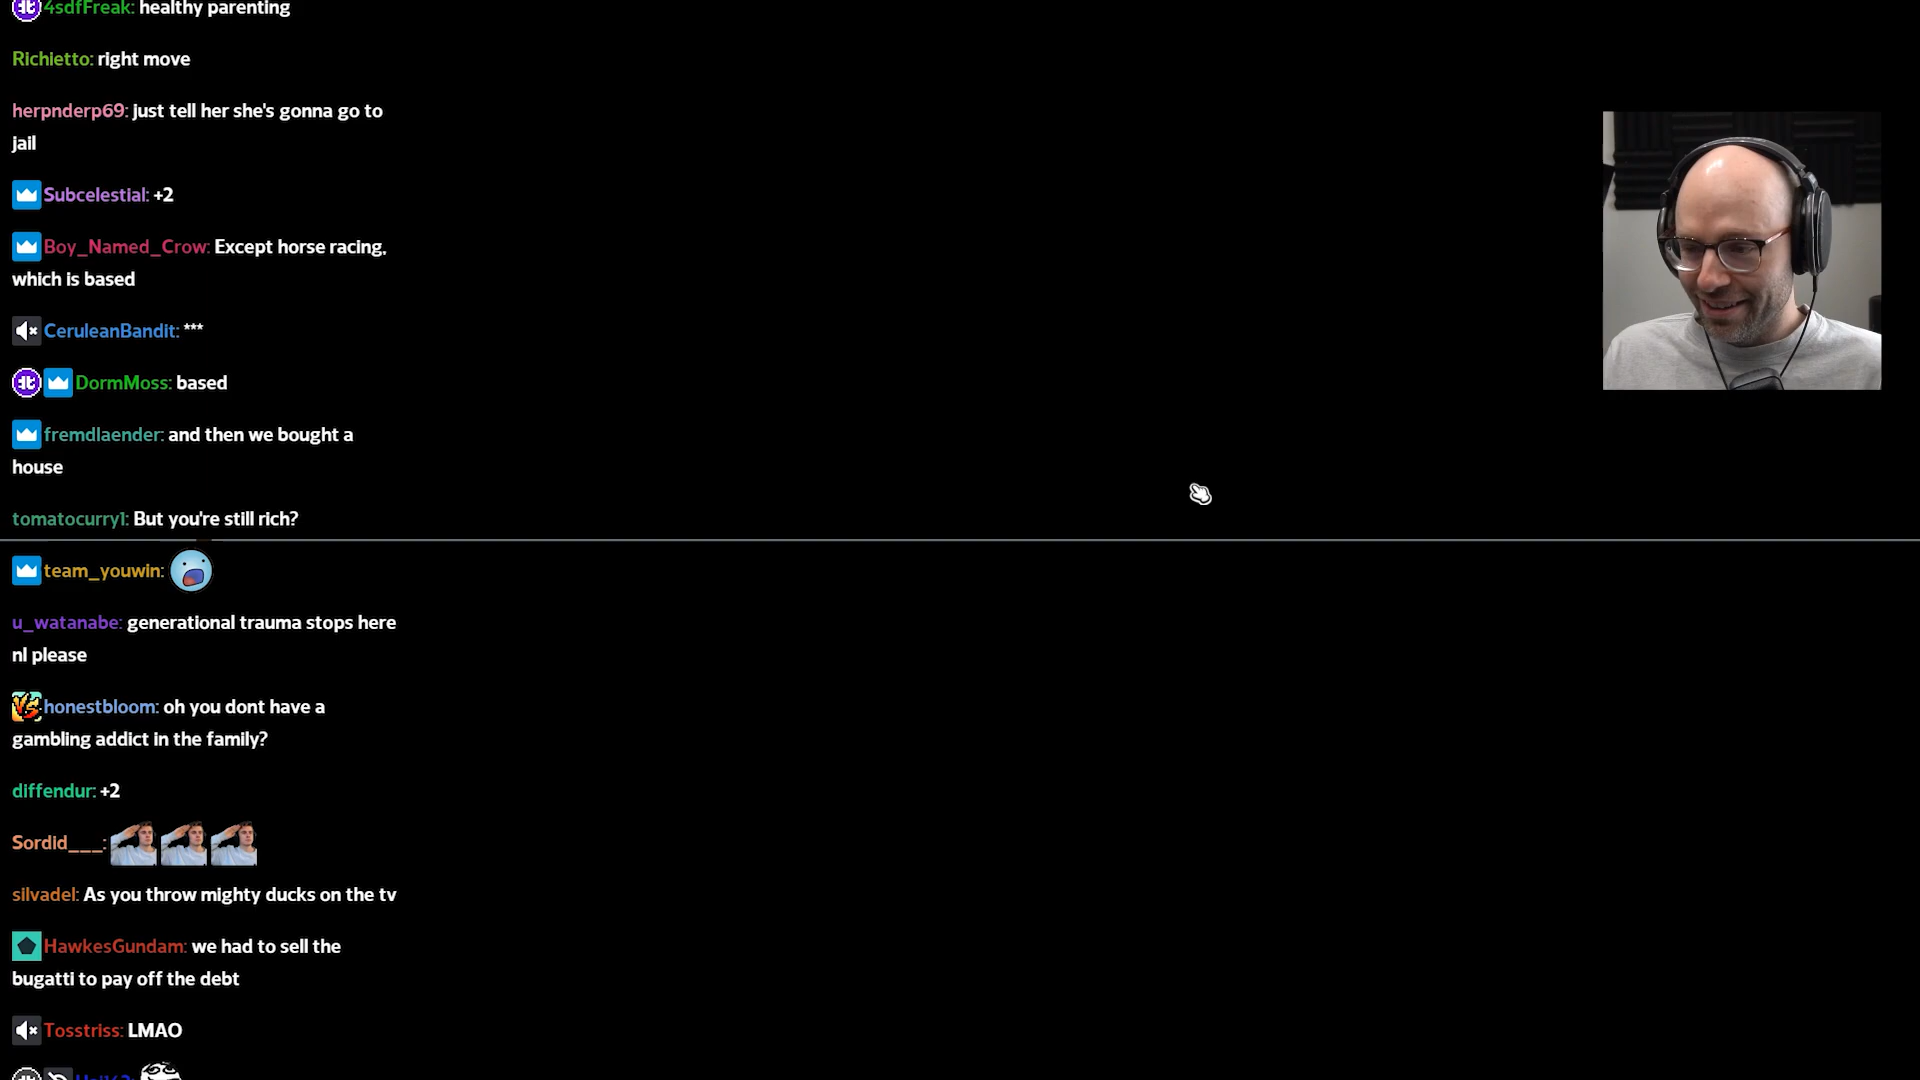 4sdfFreak: healthy parenting
Richietto: right move
herpnderp69: just tell her she's gonna go to
jail
Subcelestial: +2
Boy_Named_Crow: Except horse racing,
which is based
CeruleanBandit: ***
DormMoss: based
fremdlaender: and then we bought a
house
tomatocurry1: But you're still rich?
team_youwin:
u_watanabe: generational trauma stops here
nl please
honestbloom: oh you dont have a
gambling addict in the family?
diffendur: +2
Sordid___:
silvadel: As you throw mighty ducks on the tv
HawkesGundam: we had to sell the
bugatti to pay off the debt
Tosstriss: LMAO